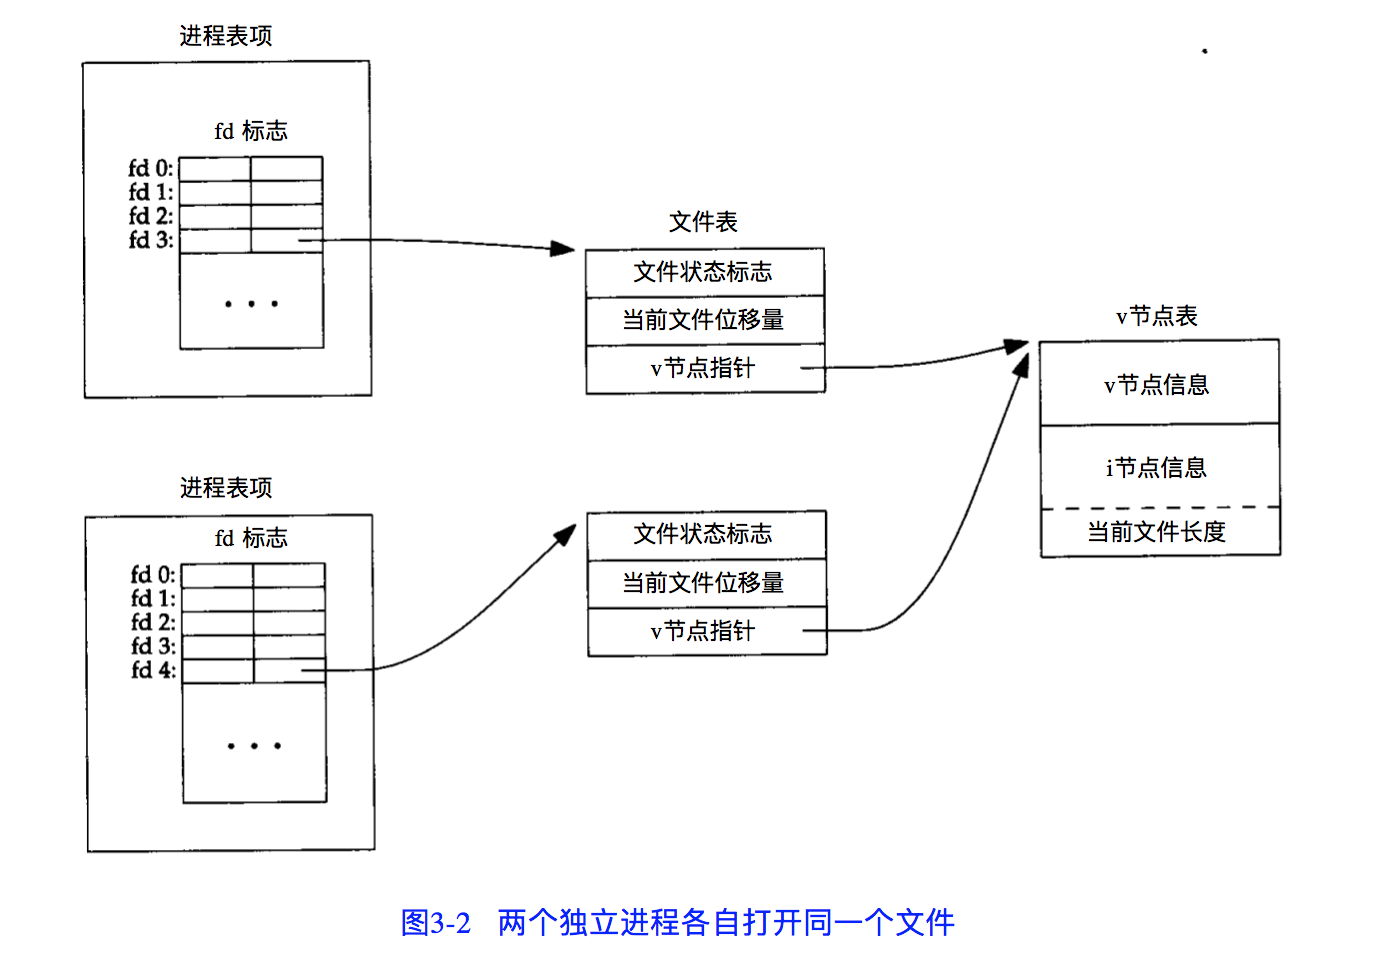 进程表项
fd 标志
fd 0:
fd 1:
fd 2:
fd 3:
• • •
文件表
文件状态标志
当前文件位移量
v节点指针
v节点表
v节点信息
i节点信息
当前文件长度
进程表项
fd 标志
fd 0:
fd 1:
fd 2:
fd 3:
fd 4:
• • •
文件状态标志
当前文件位移量
v节点指针
图3-2 两个独立进程各自打开同一个文件